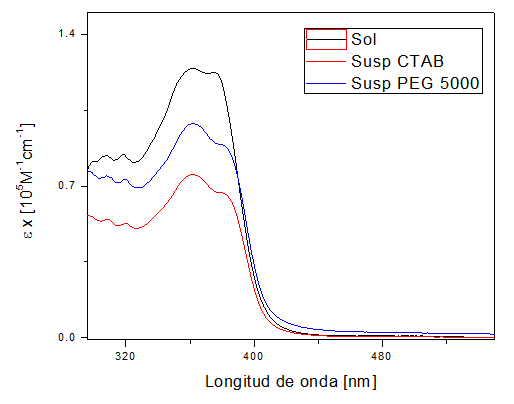 1.4
0.7
0.0
ε x [10⁵M⁻¹cm⁻¹]
Sol
Susp CTAB
Susp PEG 5000
320
400
480
Longitud de onda [nm]